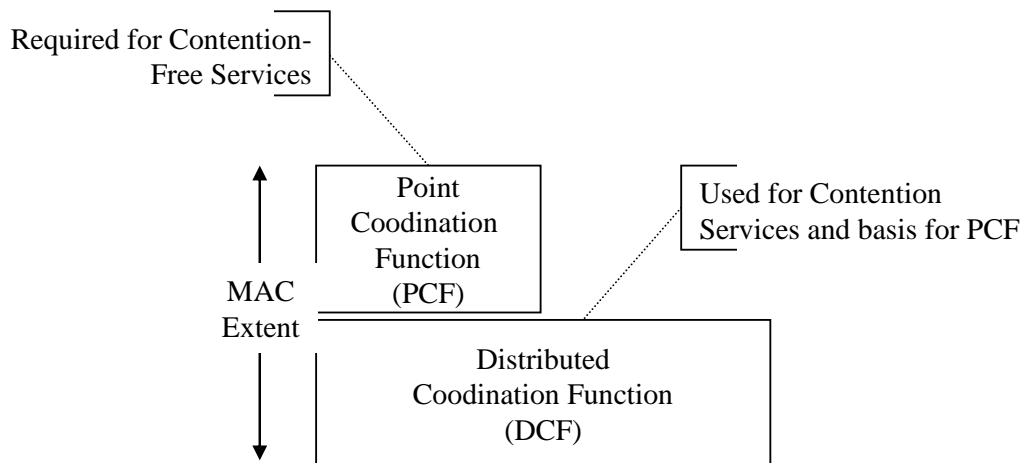 Required for Contention-
Free Services
Point
Coodination
Function
(PCF)
Used for Contention
Services and basis for PCF
MAC
Extent
Distributed
Coodination Function
(DCF)